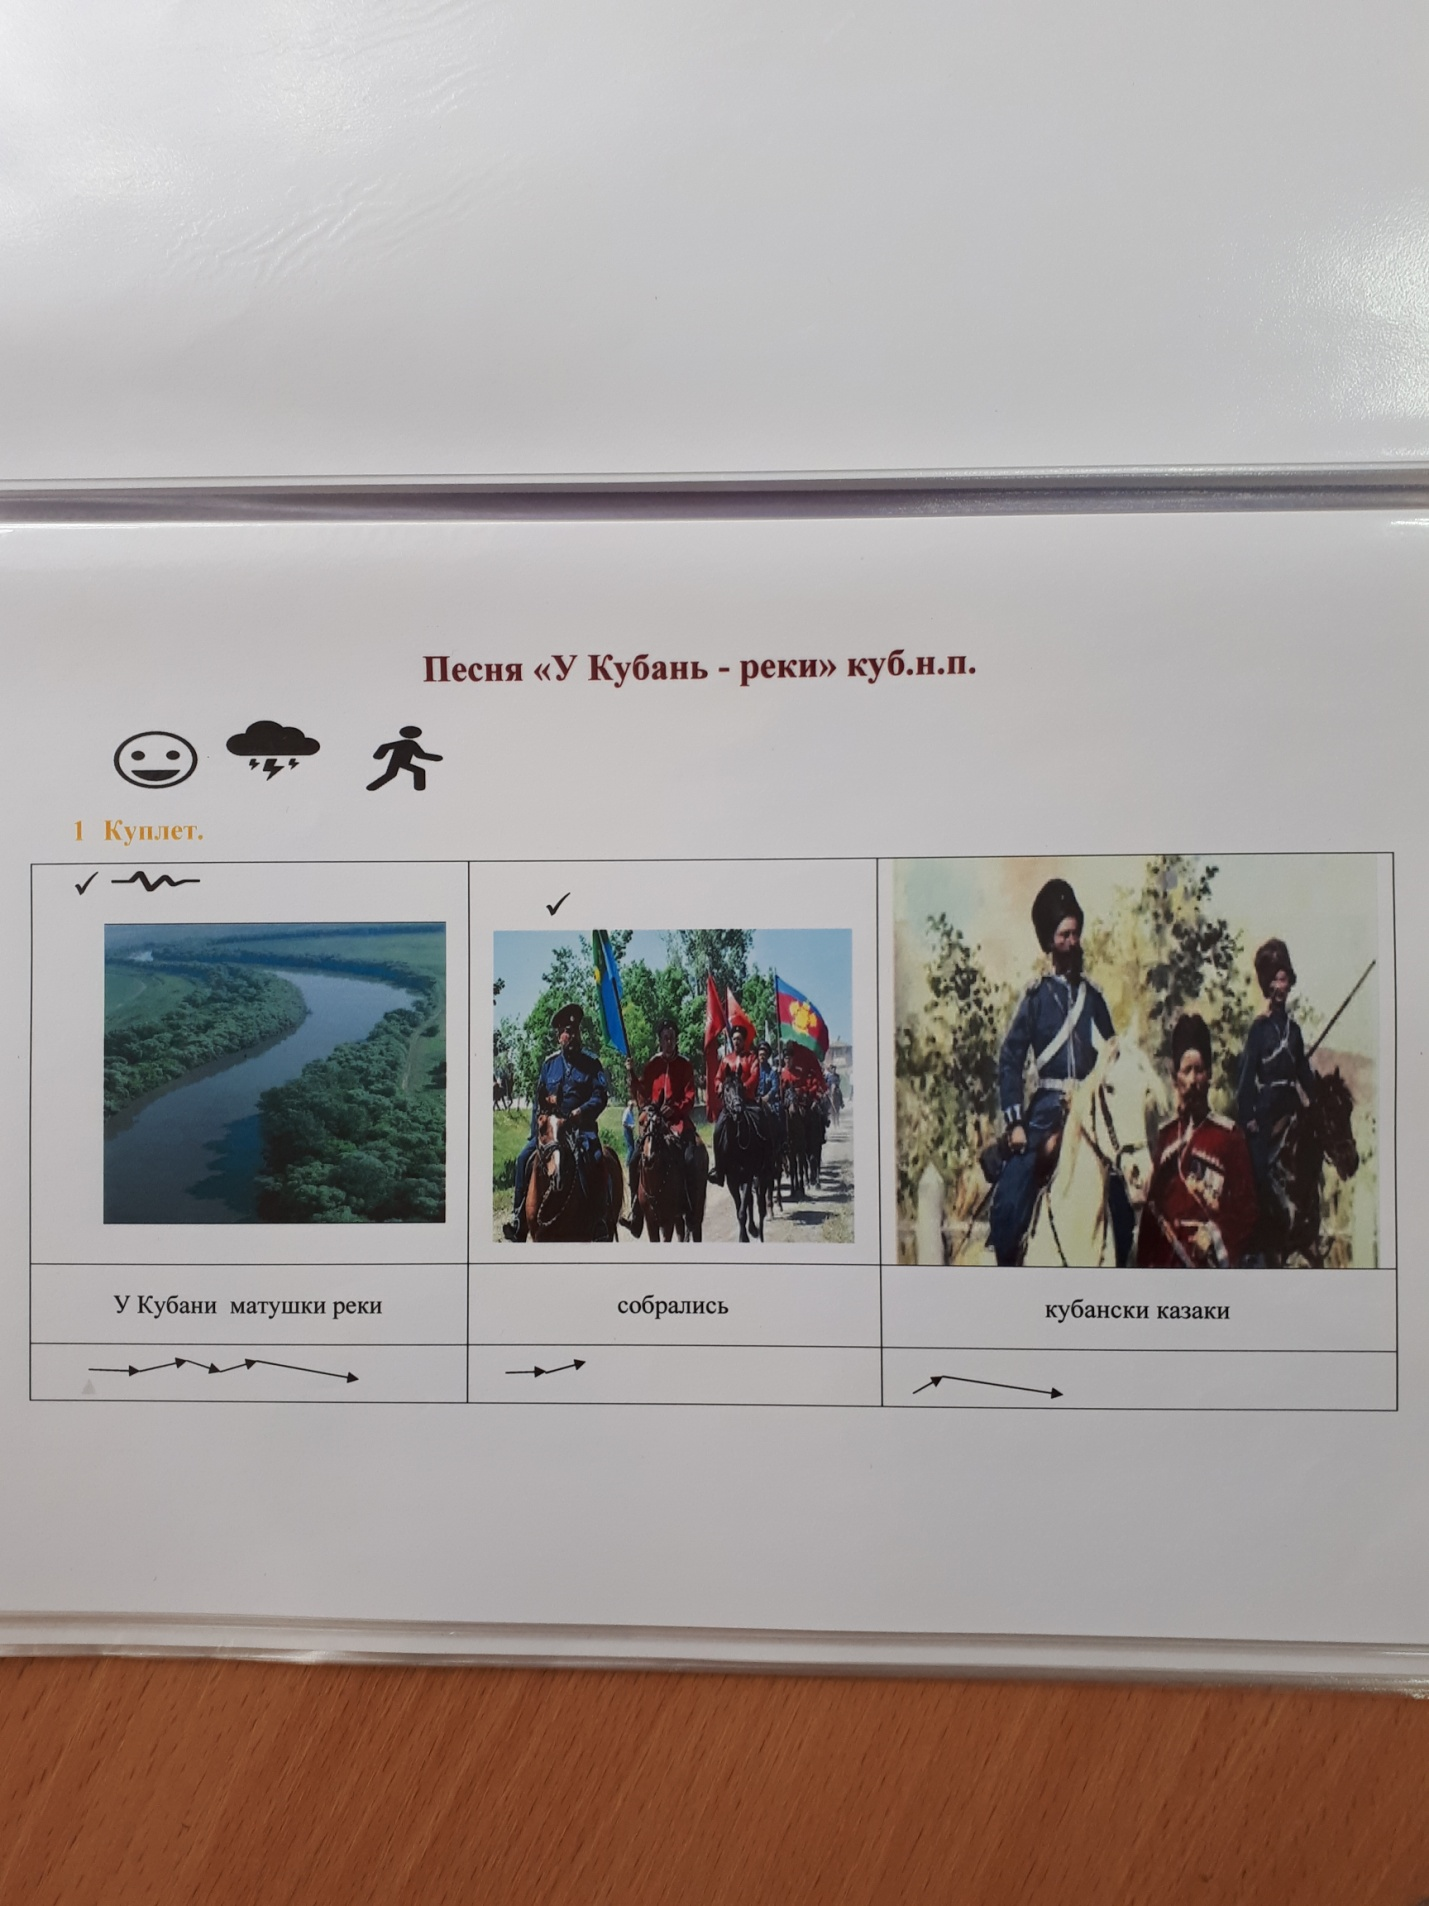 Песня «У Кубань - реки» куб.н.п.
1 Куплет.
У Кубани матушки реки
собрались
кубански казаки